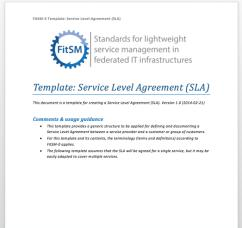 FitSM-5 Template: Service Level Agreement (SLA)
FitSM
Standards for lightweight
service management in
federated IT infrastructures
Template: Service Level Agreement (SLA)
This document is a template for creating a Service Level Agreement (SLA). Version 1.0 (2014-02-21)
Comments & usage guidance
• This template provides a generic structure to be applied for defining and documenting a
Service Level Agreement between a service provider and a customer or group of customers.
• For this template and its contents, the terminology (terms and definitions) according to
FitSM-0 applies.
• The following template assumes that the SLA will be agreed for a single service, but it may be
easily adapted to cover multiple services.